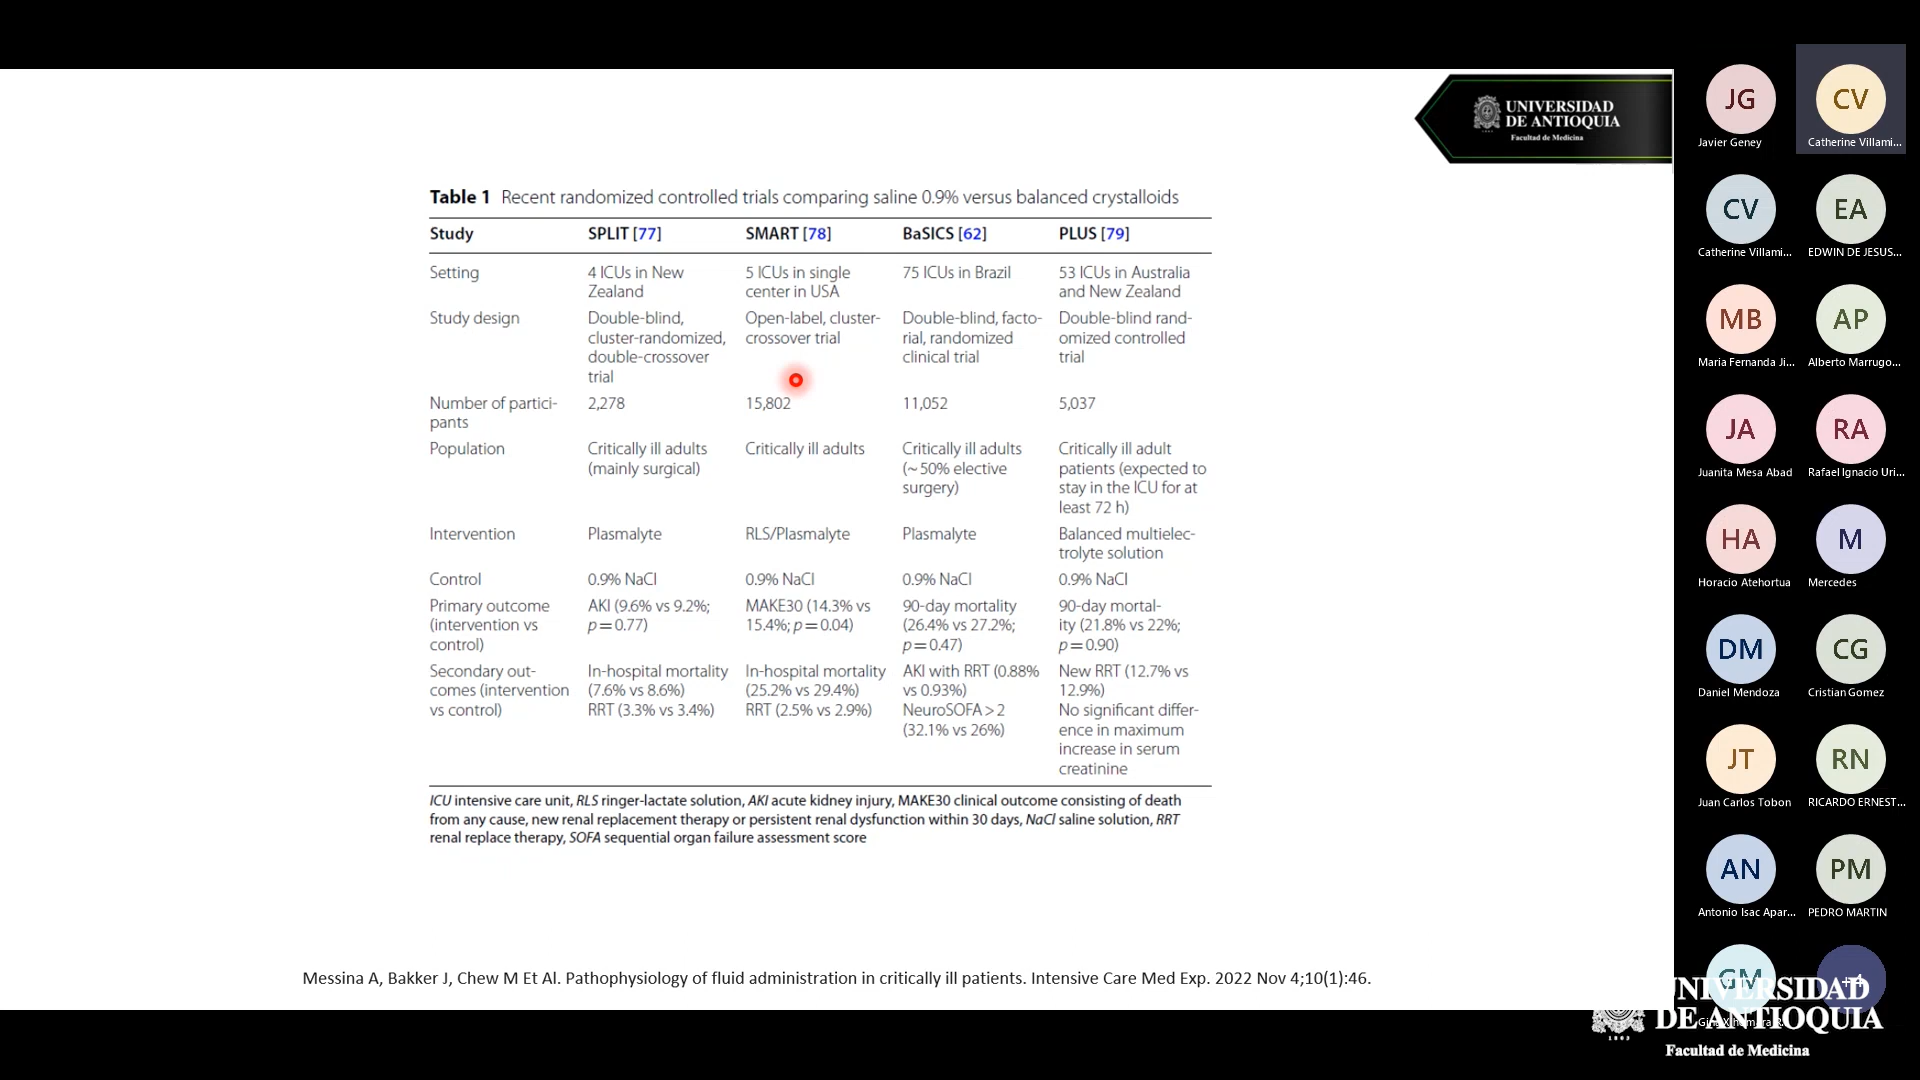 UNIVERSIDAD
DE ANTIOQUIA
Facultad de Medicina
Table 1 Recent randomized controlled trials comparing saline 0.9% versus balanced crystalloids
Study SPLIT [77] SMART [78] BaSICS [62] PLUS [79]
Setting 4 ICUs in New 5 ICUs in single 75 ICUs in Brazil 53 ICUs in Australia
Zealand center in USA and New Zealand
Study design Double-blind, Open-label, cluster- Double-blind, facto- Double-blind rand-
cluster-randomized, crossover trial rial, randomized omized controlled
double-crossover clinical trial trial
trial
Number of partici- 2,278 15,802 11,052 5,037
pants
Population Critically ill adults Critically ill adults Critically ill adults Critically ill adult
(mainly surgical) (~50% elective patients (expected to
surgery) stay in the ICU for at
least 72 h)
Intervention Plasmalyte RLS/Plasmalyte Plasmalyte Balanced multielec-
trolyte solution
Control 0.9% NaCl 0.9% NaCl 0.9% NaCl 0.9% NaCl
Primary outcome AKI (9.6% vs 9.2%; MAKE30 (14.3% vs 90-day mortality 90-day mortal-
(intervention vs p=0.77) 15.4%; p=0.04) (26.4% vs 27.2%; ity (21.8% vs 22%;
control) p=0.47) p=0.90)
Secondary out- In-hospital mortality In-hospital mortality AKI with RRT (0.88% New RRT (12.7% vs
comes (intervention (7.6% vs 8.6%) (25.2% vs 29.4%) vs 0.93%) 12.9%)
vs control) RRT (3.3% vs 3.4%) RRT (2.5% vs 2.9%) NeuroSOFA>2 No significant differ-
(32.1% vs 26%) ence in maximum
increase in serum
creatinine
ICU intensive care unit, RLS ringer-lactate solution, AKI acute kidney injury, MAKE30 clinical outcome consisting of death
from any cause, new renal replacement therapy or persistent renal dysfunction within 30 days, NaCl saline solution, RRT
renal replace therapy, SOFA sequential organ failure assessment score
Messina A, Bakker J, Chew M Et Al. Pathophysiology of fluid administration in critically ill patients. Intensive Care Med Exp. 2022 Nov 4;10(1):46.
JG CV
Javier Geney Catherine Villami...
CV EA
Catherine Villami... EDWIN DE JESUS...
MB AP
Maria Fernanda Ji... Alberto Marrugo...
JA RA
Juanita Mesa Abad Rafael Ignacio Uri...
HA M
Horacio Atehortua Mercedes
DM CG
Daniel Mendoza Cristian Gomez
JT RN
Juan Carlos Tobon RICARDO ERNEST...
AN PM
Antonio Isac Apar... PEDRO MARTIN
GM +4
UNIVERSIDAD
DE ANTIOQUIA
1803
Facultad de Medicina